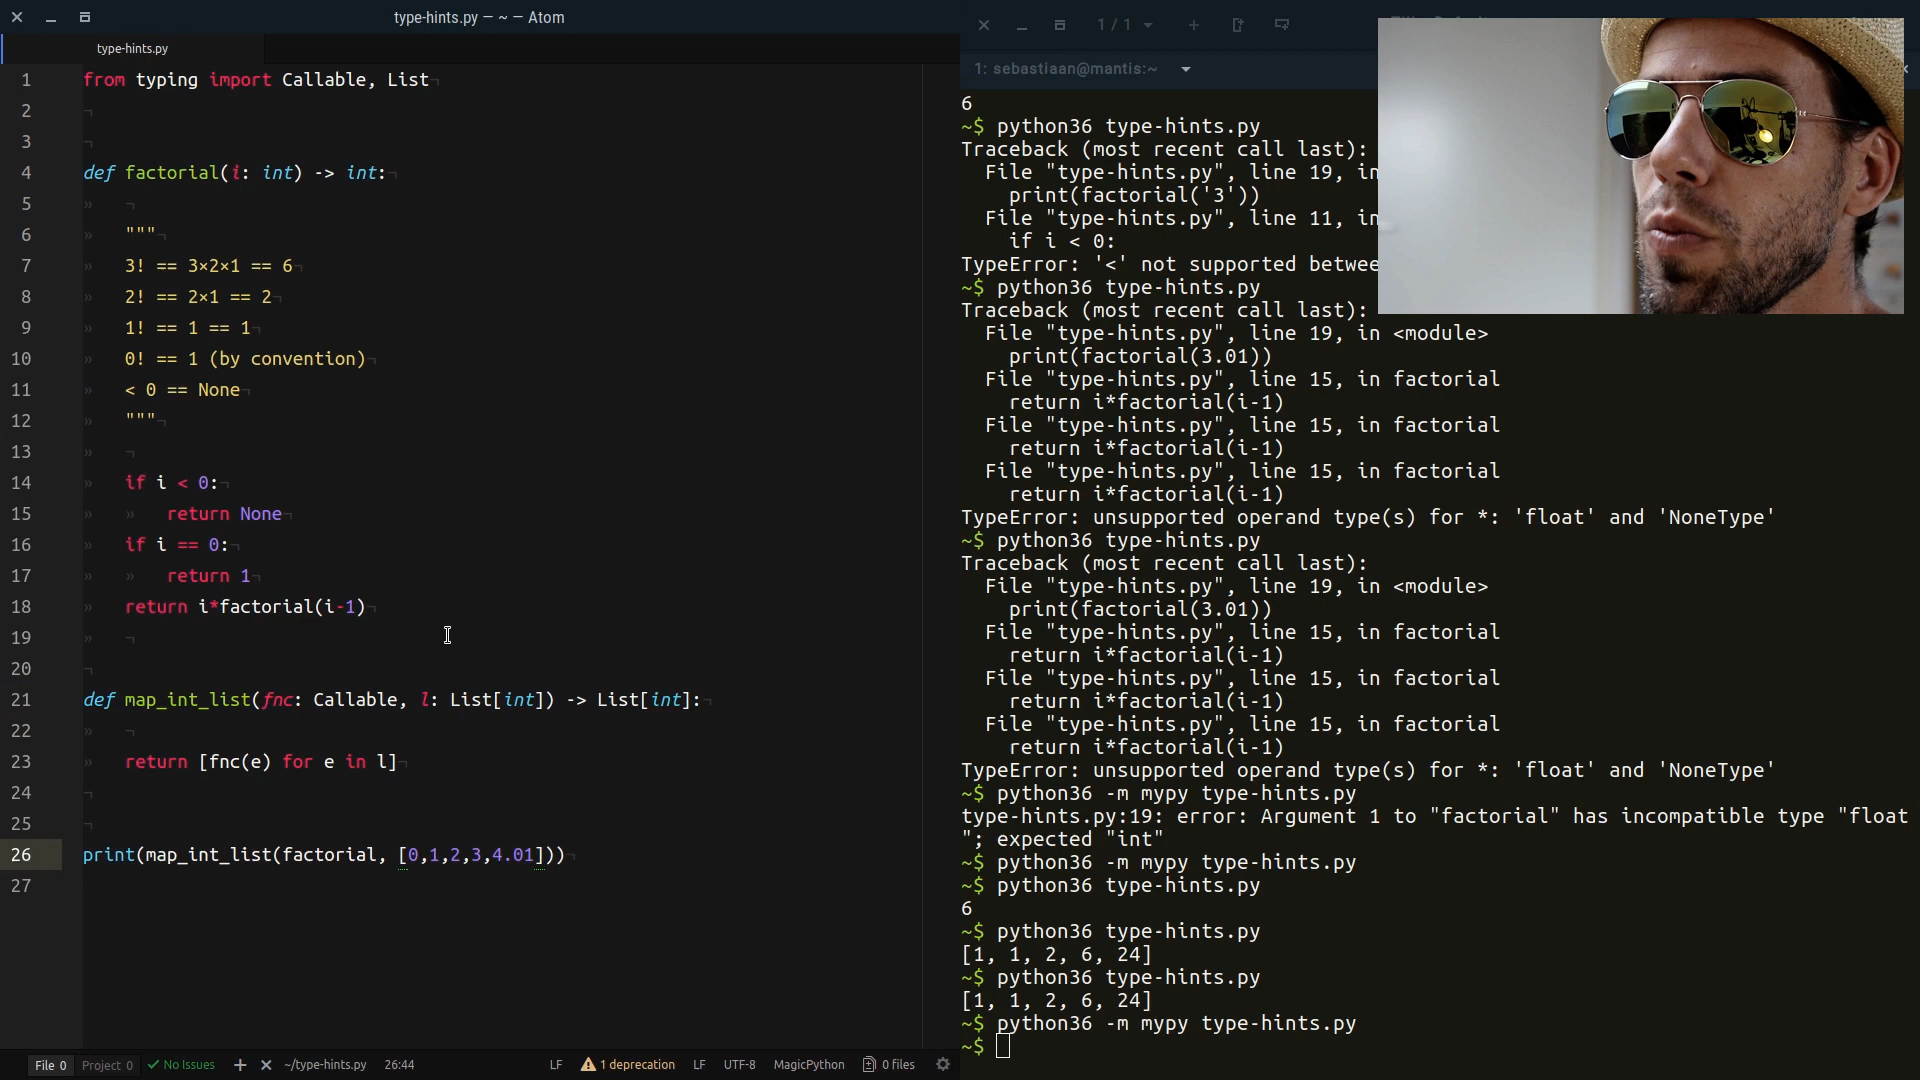 type-hints.py — ~ — Atom
type-hints.py
1 from typing import Callable, List
2
3
4 def factorial(i: int) -> int:
5
6 """
7 3! == 3×2×1 == 6
8 2! == 2×1 == 2
9 1! == 1 == 1
10 0! == 1 (by convention)
11 < 0 == None
12 """
13
14 if i < 0:
15 return None
16 if i == 0:
17 return 1
18 return i*factorial(i-1)
19
20
21 def map_int_list(fnc: Callable, l: List[int]) -> List[int]:
22
23 return [fnc(e) for e in l]
24
25
26 print(map_int_list(factorial, [0,1,2,3,4.01]))
27
File 0 Project 0 No Issues ~/type-hints.py 26:44 LF 1 deprecation LF UTF-8 MagicPython 0 files
1 / 1
1: sebastiaan@mantis:~
6
~$ python36 type-hints.py
Traceback (most recent call last):
File "type-hints.py", line 19, in
print(factorial('3'))
File "type-hints.py", line 11, in
if i < 0:
TypeError: '<' not supported betwee
~$ python36 type-hints.py
Traceback (most recent call last):
File "type-hints.py", line 19, in <module>
print(factorial(3.01))
File "type-hints.py", line 15, in factorial
return i*factorial(i-1)
File "type-hints.py", line 15, in factorial
return i*factorial(i-1)
File "type-hints.py", line 15, in factorial
return i*factorial(i-1)
TypeError: unsupported operand type(s) for *: 'float' and 'NoneType'
~$ python36 type-hints.py
Traceback (most recent call last):
File "type-hints.py", line 19, in <module>
print(factorial(3.01))
File "type-hints.py", line 15, in factorial
return i*factorial(i-1)
File "type-hints.py", line 15, in factorial
return i*factorial(i-1)
File "type-hints.py", line 15, in factorial
return i*factorial(i-1)
TypeError: unsupported operand type(s) for *: 'float' and 'NoneType'
~$ python36 -m mypy type-hints.py
type-hints.py:19: error: Argument 1 to "factorial" has incompatible type "float
"; expected "int"
~$ python36 -m mypy type-hints.py
~$ python36 type-hints.py
6
~$ python36 type-hints.py
[1, 1, 2, 6, 24]
~$ python36 type-hints.py
[1, 1, 2, 6, 24]
~$ python36 -m mypy type-hints.py
~$